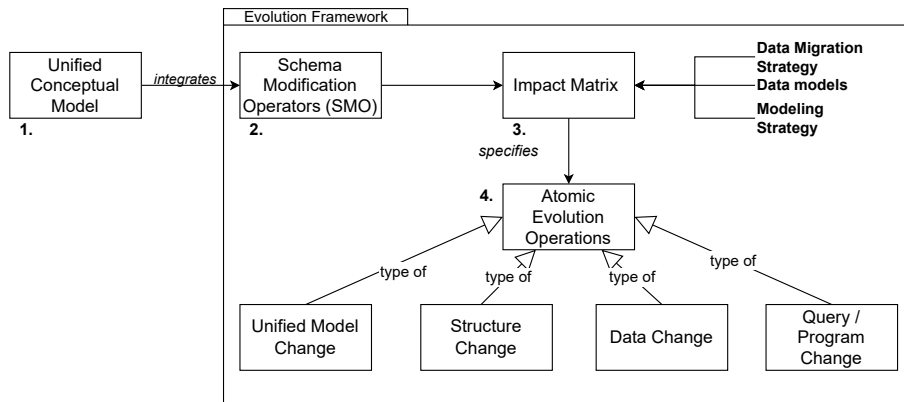 Evolution Framework
Unified
Conceptual
Model
1.
integrates
Schema
Modification
Operators (SMO)
2.
Impact Matrix
3.
Data Migration
Strategy
Data models
Modeling
Strategy
specifies
4.
Atomic
Evolution
Operations
type of
type of
type of
type of
Unified Model
Change
Structure
Change
Data Change
Query /
Program
Change